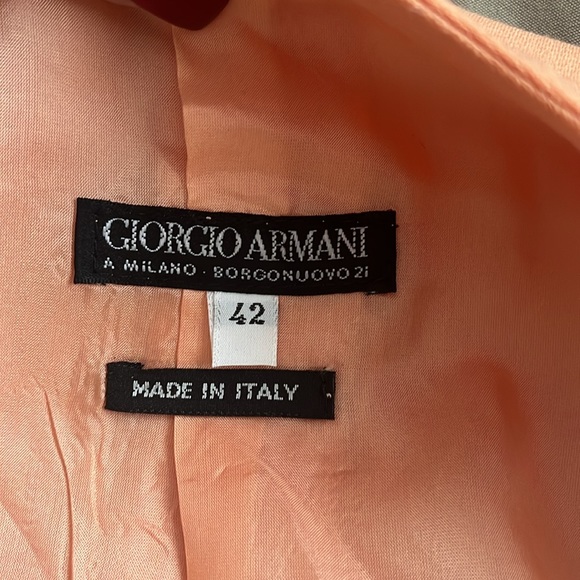 GIORGIO ARMANI
A MILANO · BORGONUOVO 21
42
MADE IN ITALY